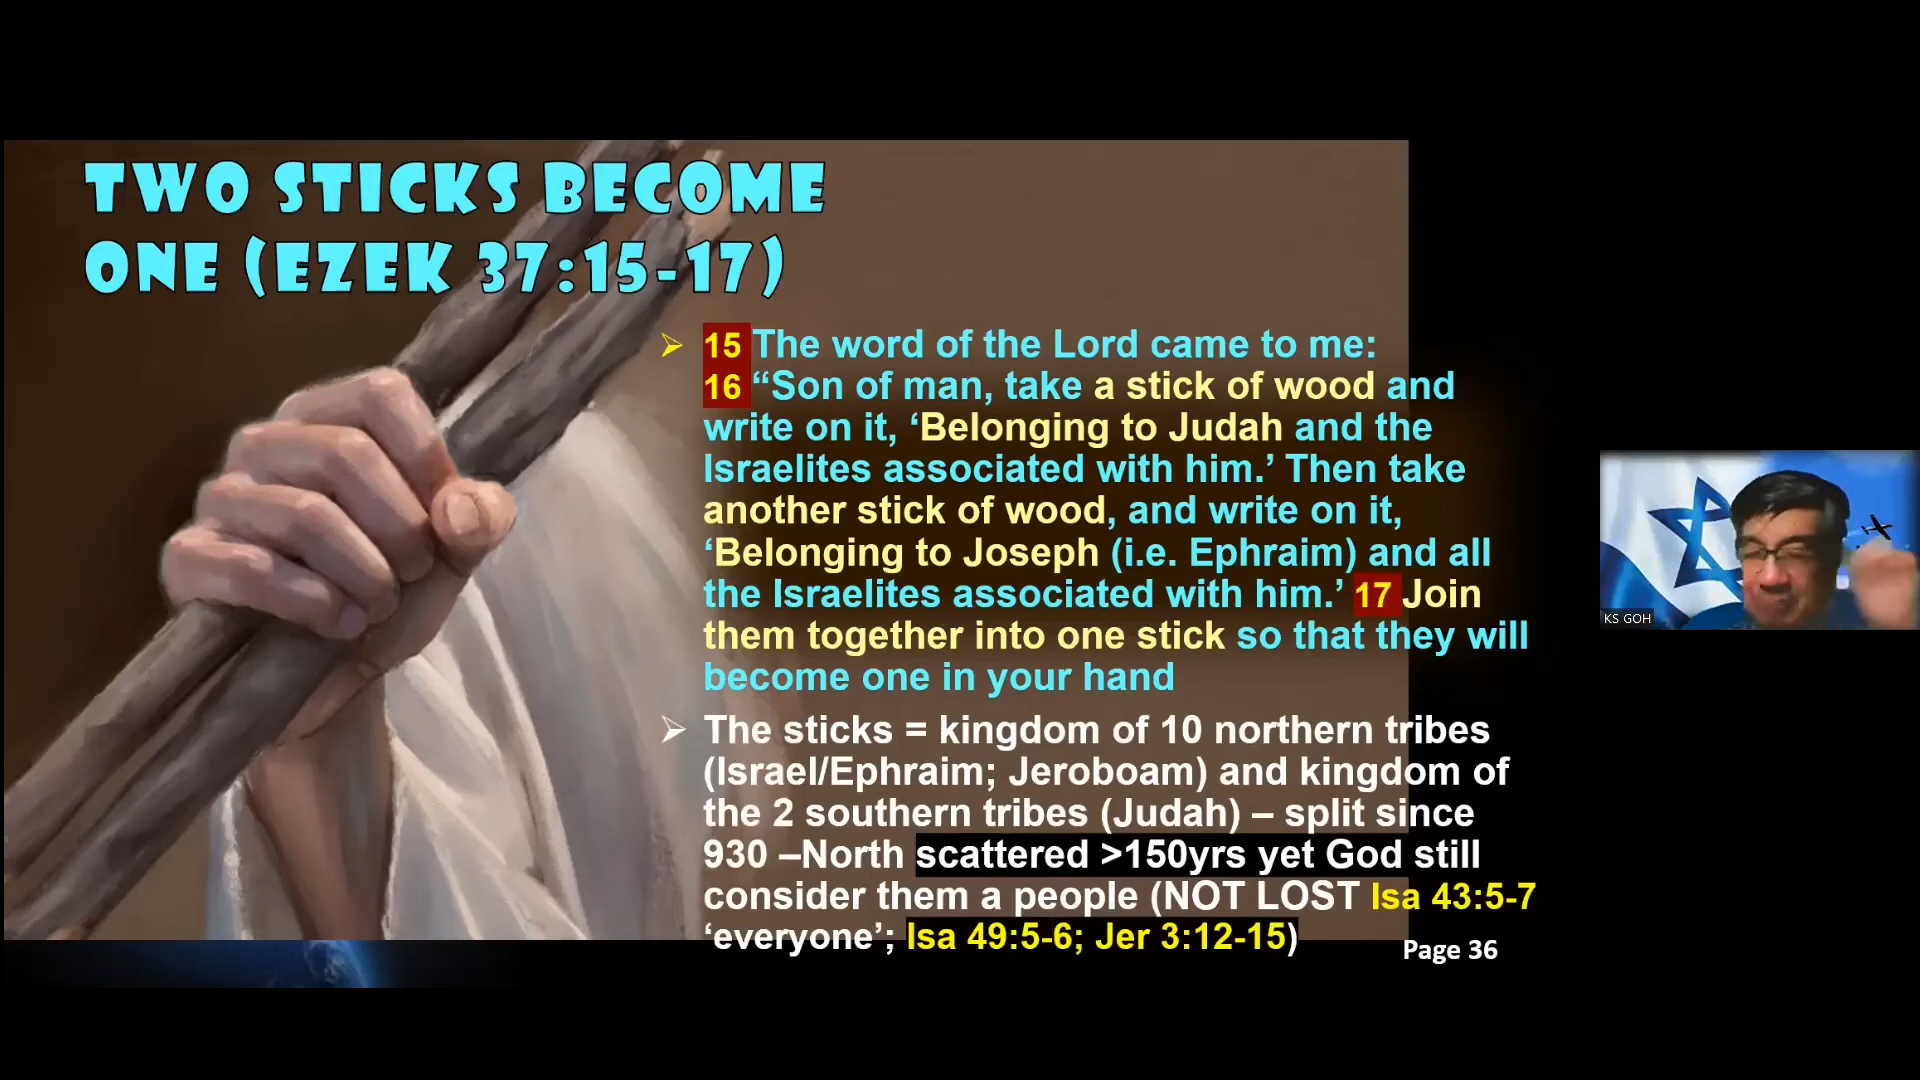 TWO STICKS BECOME
ONE (EZEK 37:15-17)
➢ 15 The word of the Lord came to me:
16 “Son of man, take a stick of wood and
write on it, ‘Belonging to Judah and the
Israelites associated with him.’ Then take
another stick of wood, and write on it,
‘Belonging to Joseph (i.e. Ephraim) and all
the Israelites associated with him.’ 17 Join
them together into one stick so that they will
become one in your hand
➢ The sticks = kingdom of 10 northern tribes
(Israel/Ephraim; Jeroboam) and kingdom of
the 2 southern tribes (Judah) – split since
930 –North scattered >150yrs yet God still
consider them a people (NOT LOST Isa 43:5-7
‘everyone’; Isa 49:5-6; Jer 3:12-15)
Page 36
KS GOH